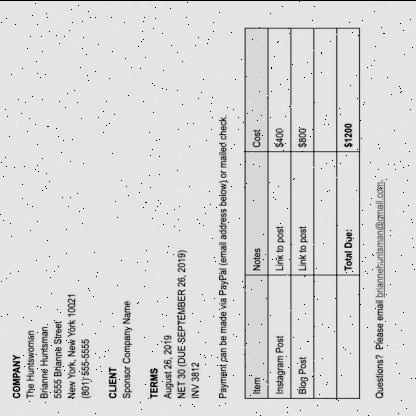 COMPANY
The Huntswoman
Brianne Huntsman
5555 Brianne Street
New York, New York 10021
(801) 555-5555
CLIENT
Sponsor Company Name
TERMS
August 26, 2019
NET 30 (DUE SEPTEMBER 26, 2019)
INV 3812
Payment can be made via PayPal (email address below) or mailed check.
Item Notes Cost
Instagram Post Link to post $400
Blog Post Link to post $800
Total Due: $1200
Questions? Please email briannehuntsman@gmail.com.